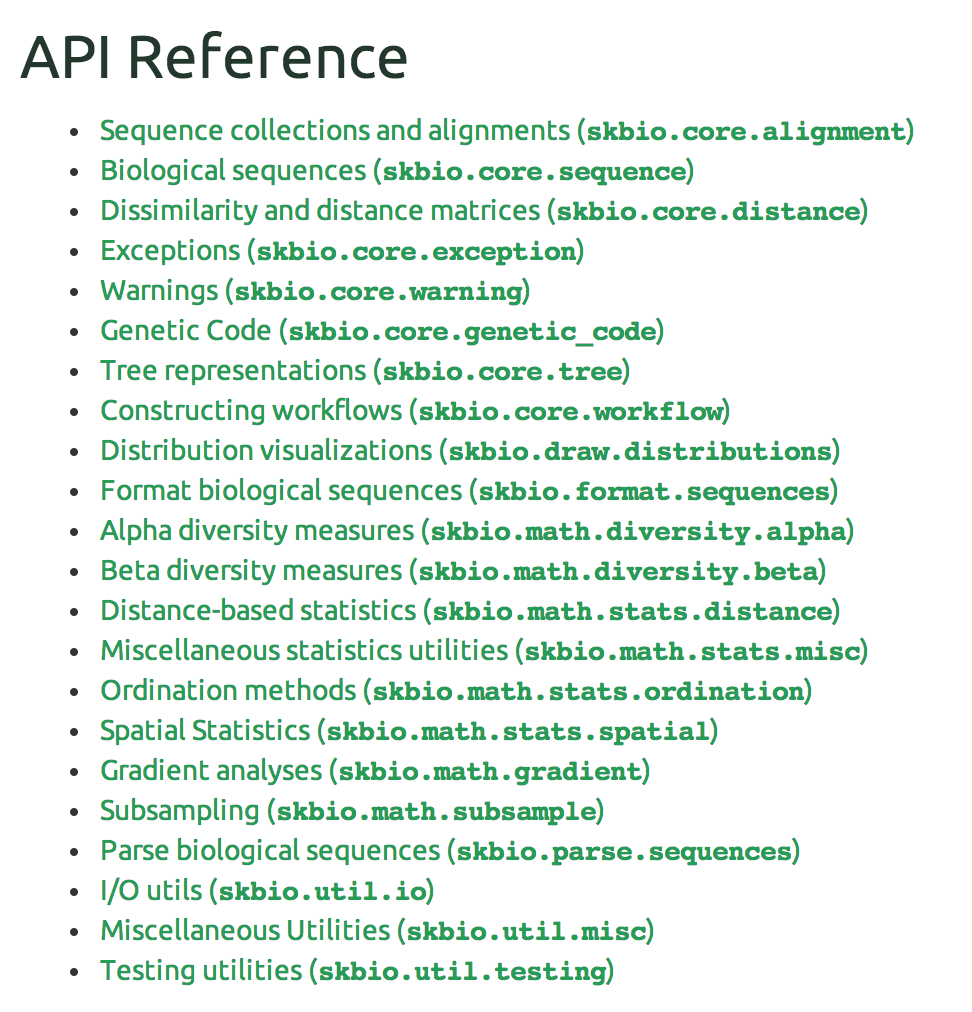 API Reference
• Sequence collections and alignments (skbio.core.alignment)
• Biological sequences (skbio.core.sequence)
• Dissimilarity and distance matrices (skbio.core.distance)
• Exceptions (skbio.core.exception)
• Warnings (skbio.core.warning)
• Genetic Code (skbio.core.genetic_code)
• Tree representations (skbio.core.tree)
• Constructing workflows (skbio.core.workflow)
• Distribution visualizations (skbio.draw.distributions)
• Format biological sequences (skbio.format.sequences)
• Alpha diversity measures (skbio.math.diversity.alpha)
• Beta diversity measures (skbio.math.diversity.beta)
• Distance-based statistics (skbio.math.stats.distance)
• Miscellaneous statistics utilities (skbio.math.stats.misc)
• Ordination methods (skbio.math.stats.ordination)
• Spatial Statistics (skbio.math.stats.spatial)
• Gradient analyses (skbio.math.gradient)
• Subsampling (skbio.math.subsample)
• Parse biological sequences (skbio.parse.sequences)
• I/O utils (skbio.util.io)
• Miscellaneous Utilities (skbio.util.misc)
• Testing utilities (skbio.util.testing)